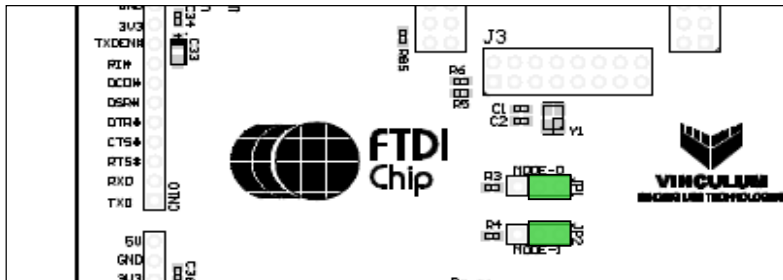 C34
3V3
TXDEN#
C33
RI#
DCD#
DSR#
DTR#
CTS#
RTS#
RXD
TXD
CN10
5V
GND
3V3
R85
J3
R6
R5
C1
C2
Y1
FTDI
Chip
R3
MODE-0
JP1
R4
JP2
MODE-1
VINCULUM